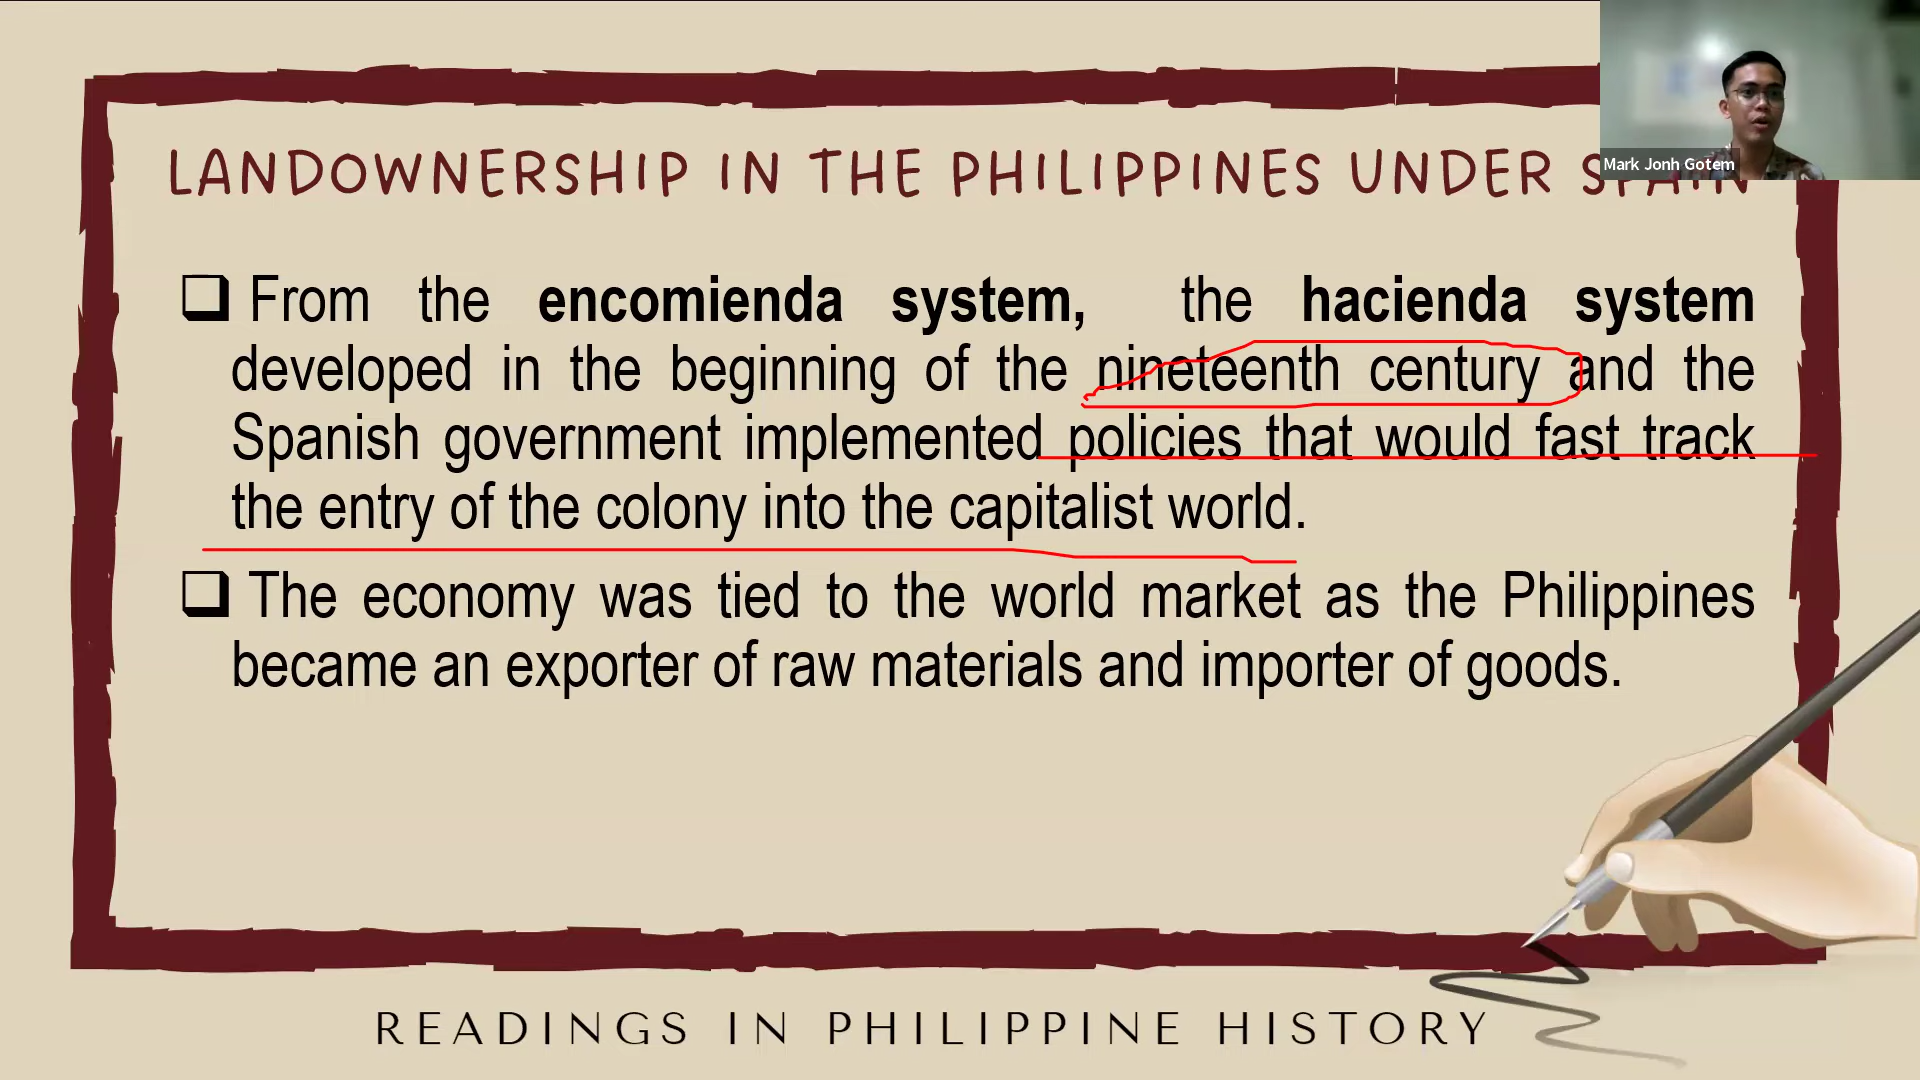 LANDOWNERSHIP IN THE PHILIPPINES UNDER SPAIN
Mark Jonh Gotem
From the encomienda system, the hacienda system
developed in the beginning of the nineteenth century and the
Spanish government implemented policies that would fast track
the entry of the colony into the capitalist world.
The economy was tied to the world market as the Philippines
became an exporter of raw materials and importer of goods.
READINGS IN PHILIPPINE HISTORY